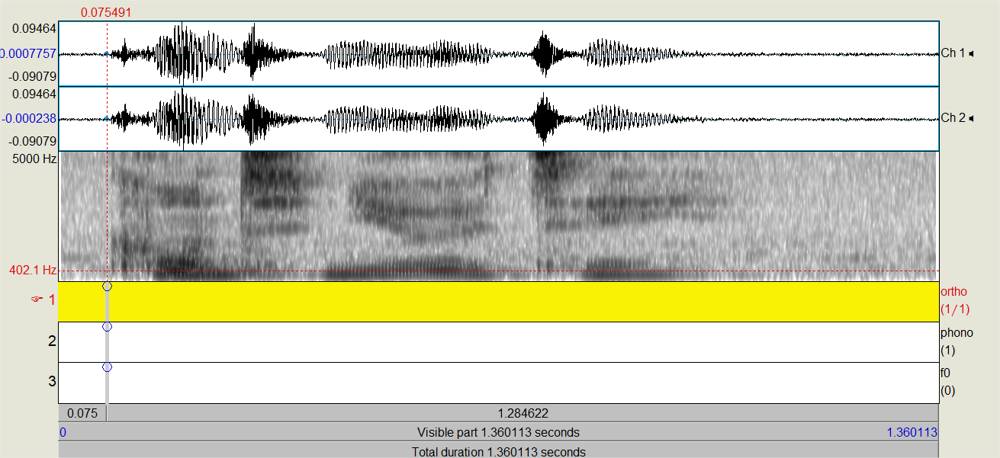 0.075491
0.09464
0.0007757
-0.09079
Ch 1
0.09464
-0.000238
-0.09079
Ch 2
5000 Hz
402.1 Hz
1
ortho
(1/1)
2
phono
(1)
3
f0
(0)
0.075 1.284622
0 Visible part 1.360113 seconds 1.360113
Total duration 1.360113 seconds